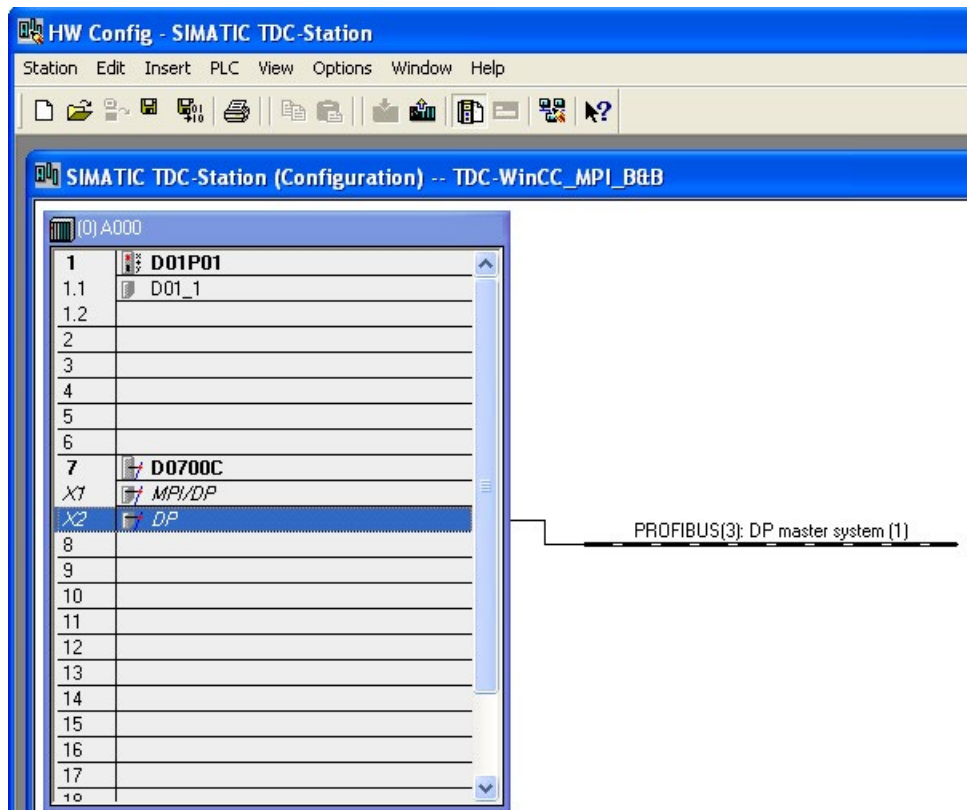 HW Config - SIMATIC TDC-Station
Station Edit Insert PLC View Options Window Help
SIMATIC TDC-Station (Configuration) -- TDC-WinCC_MPI_B&B
(0) A000
1 D01P01
1.1 D01_1
1.2
2
3
4
5
6
7 D0700C
X1 MPI/DP
X2 DP
PROFIBUS(3): DP master system (1)
8
9
10
11
12
13
14
15
16
17